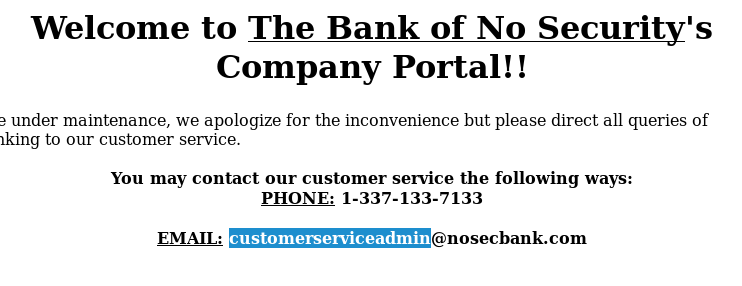 Welcome to The Bank of No Security's
Company Portal!!
under maintenance, we apologize for the inconvenience but please direct all queries of
to our customer service.
You may contact our customer service the following ways:
PHONE: 1-337-133-7133
EMAIL: customerserviceadmin@nosecbank.com